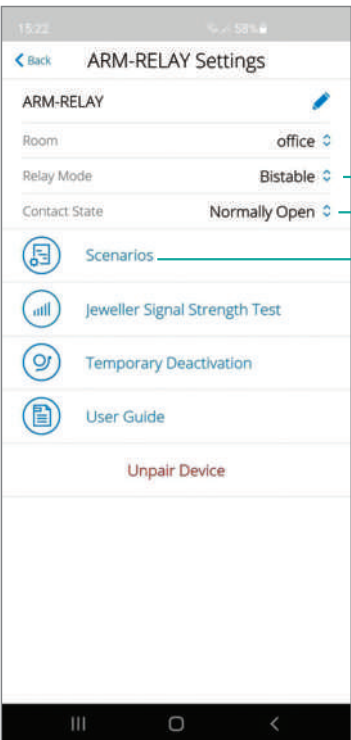 15:22 58%
Back ARM-RELAY Settings
ARM-RELAY
Room office
Relay Mode Bistable
Contact State Normally Open
Scenarios
Jeweller Signal Strength Test
Temporary Deactivation
User Guide
Unpair Device